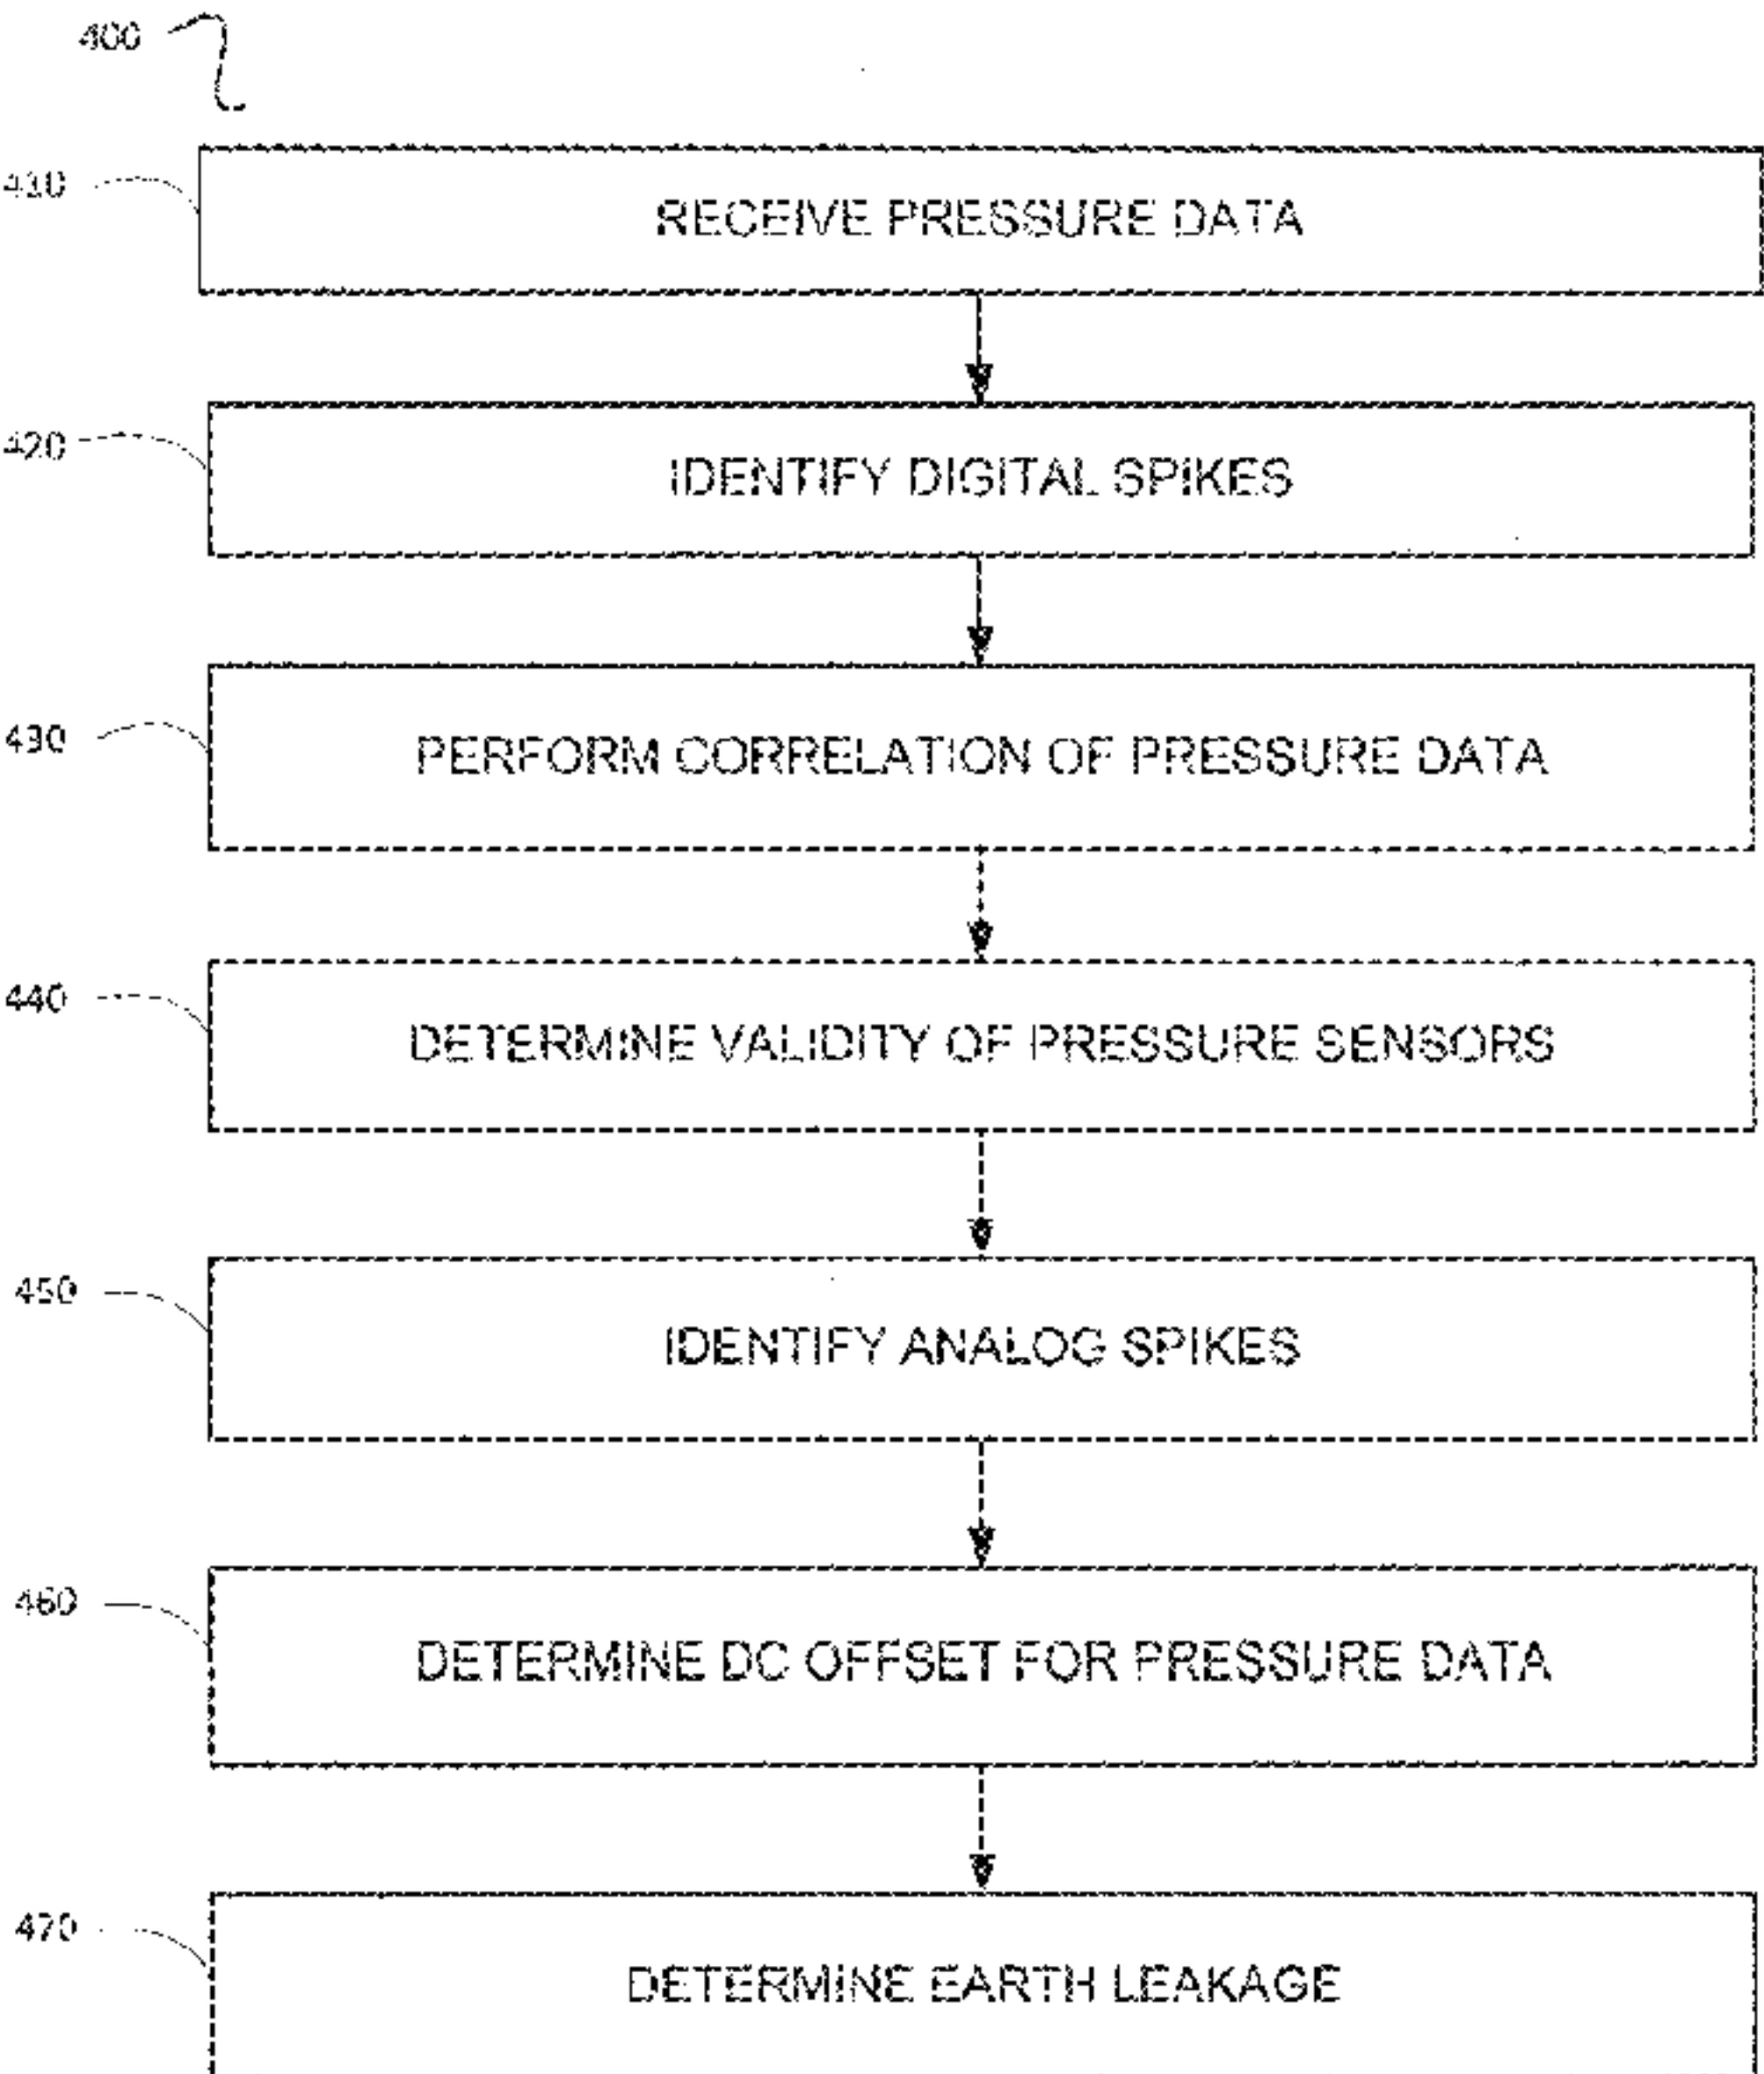 400
410
RECEIVE PRESSURE DATA
420
IDENTIFY DIGITAL SPIKES
430
PERFORM CORRELATION OF PRESSURE DATA
440
DETERMINE VALIDITY OF PRESSURE SENSORS
450
IDENTIFY ANALOG SPIKES
460
DETERMINE DC OFFSET FOR PRESSURE DATA
470
DETERMINE EARTH LEAKAGE